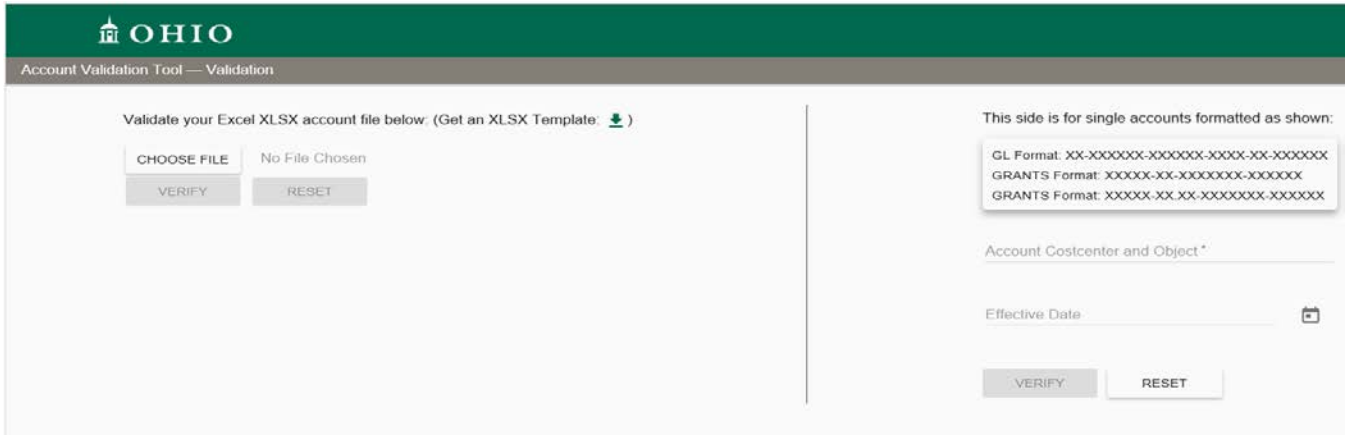 OHIO
Account Validation Tool — Validation
Validate your Excel XLSX account file below: (Get an XLSX Template: )
CHOOSE FILE No File Chosen
VERIFY RESET
This side is for single accounts formatted as shown:
GL Format: XX-XXXXXX-XXXXXX-XXXX-XX-XXXXXX
GRANTS Format: XXXXX-XX-XXXXXXX-XXXXXX
GRANTS Format: XXXXX-XX.XX-XXXXXXX-XXXXXX
Account Costcenter and Object *
Effective Date
VERIFY RESET